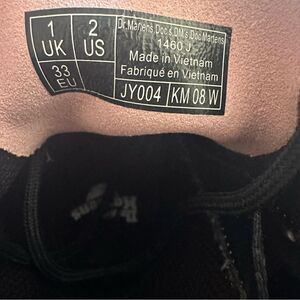 1 UK
2 US
33 EU
Dr.Martens Doc's DM's Doc Martens
1460 J
Made in Vietnam
Fabriqué en Vietnam
JY004 KM 08 W